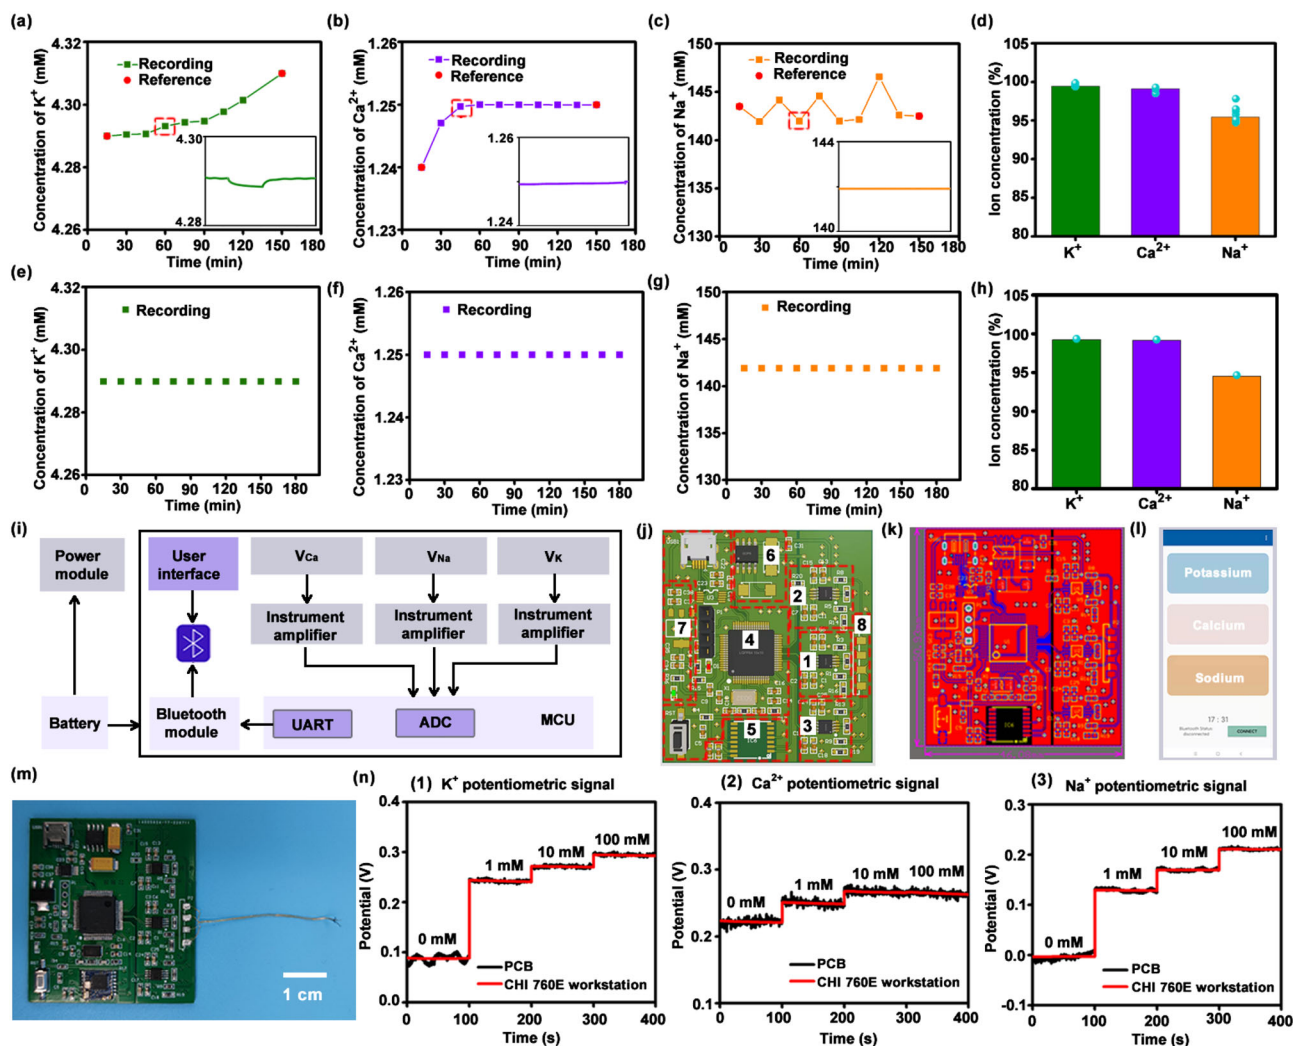 (a)
Concentration of K⁺ (mM)
4.32
4.30
4.28
4.26
Recording
Reference
4.30
4.28
0 30 60 90 120 150 180
Time (min)
(b)
Concentration of Ca²⁺ (mM)
1.26
1.250
1.240
1.23
Recording
Reference
1.26
1.24
0 30 60 90 120 150 180
Time (min)
(c)
Concentration of Na⁺ (mM)
150
145
140
135
130
Recording
Reference
144
140
0 30 60 90 120 150 180
Time (min)
(d)
Ion concentration (%)
105
100
95
90
85
80
K⁺ Ca²⁺ Na⁺
(e)
Concentration of K⁺ (mM)
4.32
4.30
4.28
4.26
Recording
0 30 60 90 120 150 180
Time (min)
(f)
Concentration of Ca²⁺ (mM)
1.26
1.250
1.240
1.23
Recording
0 30 60 90 120 150 180
Time (min)
(g)
Concentration of Na⁺ (mM)
150
145
140
135
130
Recording
0 30 60 90 120 150 180
Time (min)
(h)
Ion concentration (%)
105
100
95
90
85
80
K⁺ Ca²⁺ Na⁺
(i)
Power module
User interface
VCa
VNa
VK
Instrument amplifier
Instrument amplifier
Instrument amplifier
Battery
Bluetooth module
UART
ADC
MCU
(j)
6
2
7
4
8
1
3
5
(k)
IC6
(l)
Potassium
Calcium
Sodium
17 : 31
Bluetooth Status
disconnected
CONNECT
(m)
1 cm
(n)
(1) K⁺ potentiometric signal
Potential (V)
0.4
0.3
0.2
0.1
0.0
0 mM
1 mM
10 mM
100 mM
PCB
CHI 760E workstation
0 100 200 300 400
Time (s)
(2) Ca²⁺ potentiometric signal
Potential (V)
0.4
0.3
0.2
0.1
0 mM
1 mM
10 mM
100 mM
PCB
CHI 760E workstation
0 100 200 300 400
Time (s)
(3) Na⁺ potentiometric signal
Potential (V)
0.3
0.2
0.1
0.0
-0.1
0 mM
1 mM
10 mM
100 mM
PCB
CHI 760E workstation
0 100 200 300 400
Time (s)